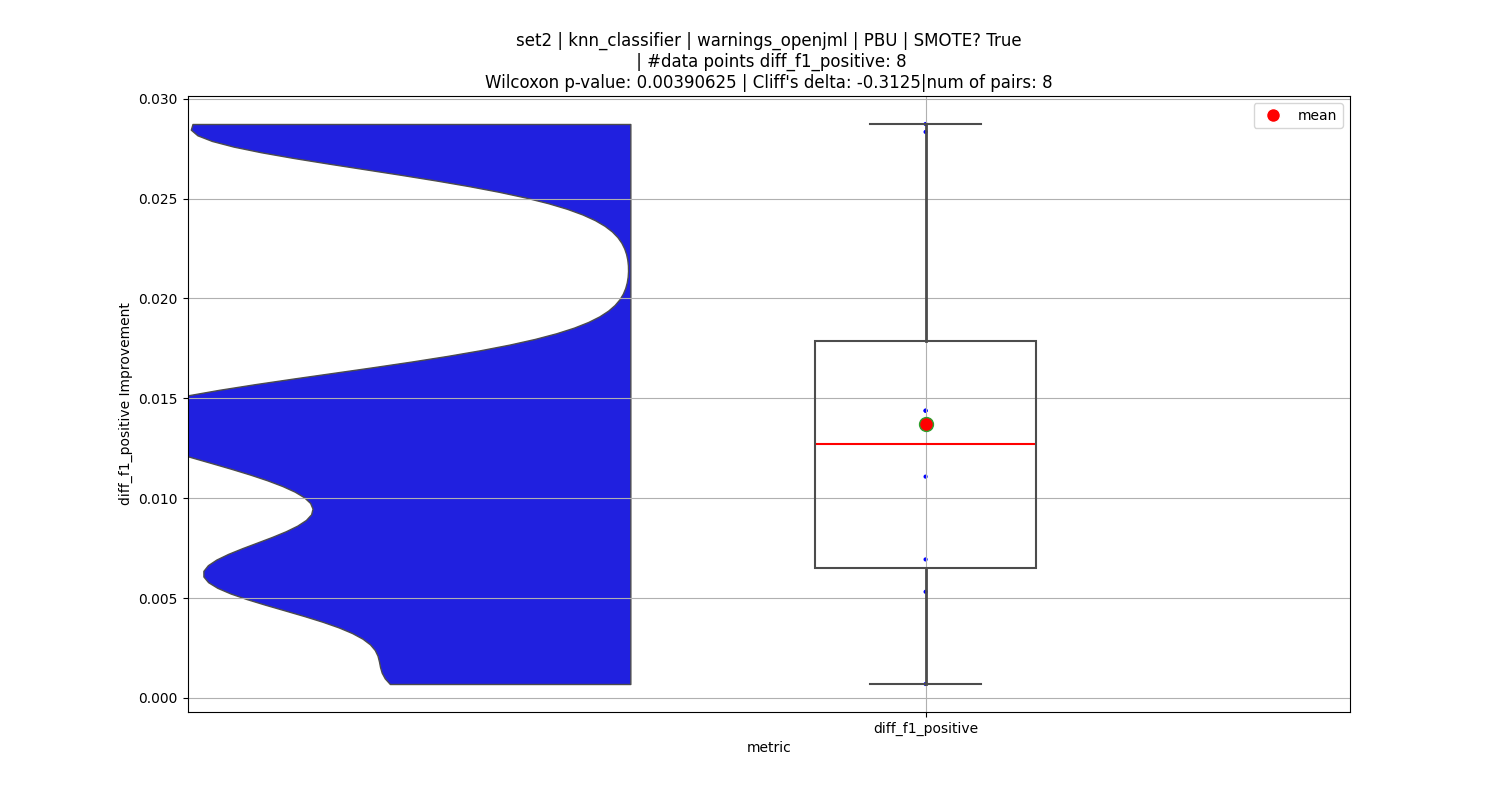 set2 | knn_classifier | warnings_openjml | PBU | SMOTE? True
| #data points diff_f1_positive: 8
Wilcoxon p-value: 0.00390625 | Cliff's delta: -0.3125|num of pairs: 8
mean
0.030
0.025
0.020
0.015
0.010
0.005
0.000
diff_f1_positive Improvement
diff_f1_positive
metric